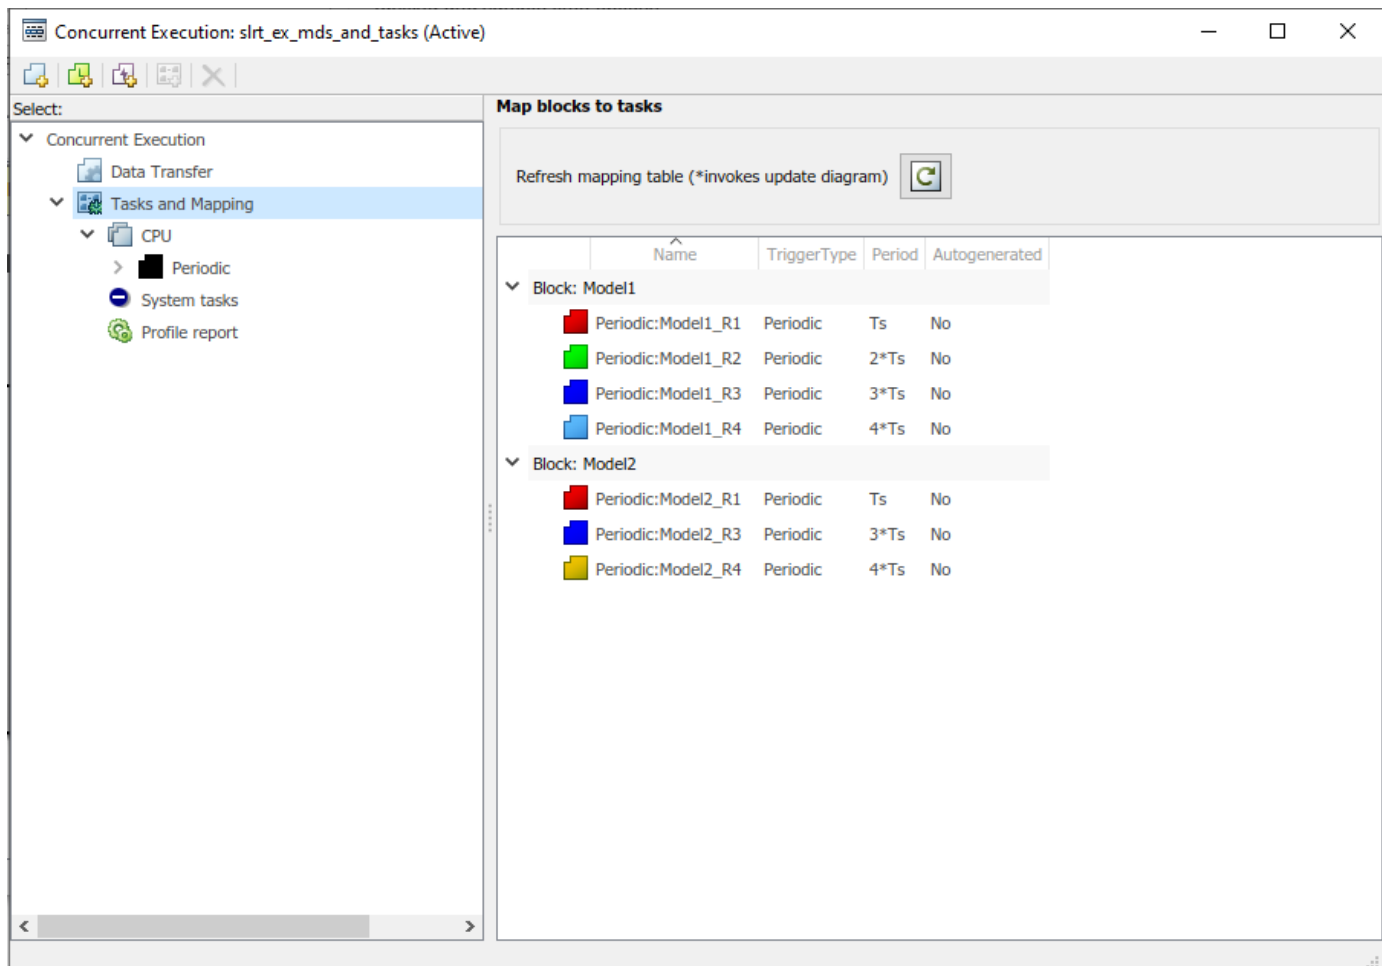 Concurrent Execution: slrt_ex_mds_and_tasks (Active)
Select:
Concurrent Execution
Data Transfer
Tasks and Mapping
CPU
Periodic
System tasks
Profile report
Map blocks to tasks
Refresh mapping table (*invokes update diagram)
Name TriggerType Period Autogenerated
Block: Model1
Periodic:Model1_R1 Periodic Ts No
Periodic:Model1_R2 Periodic 2*Ts No
Periodic:Model1_R3 Periodic 3*Ts No
Periodic:Model1_R4 Periodic 4*Ts No
Block: Model2
Periodic:Model2_R1 Periodic Ts No
Periodic:Model2_R3 Periodic 3*Ts No
Periodic:Model2_R4 Periodic 4*Ts No